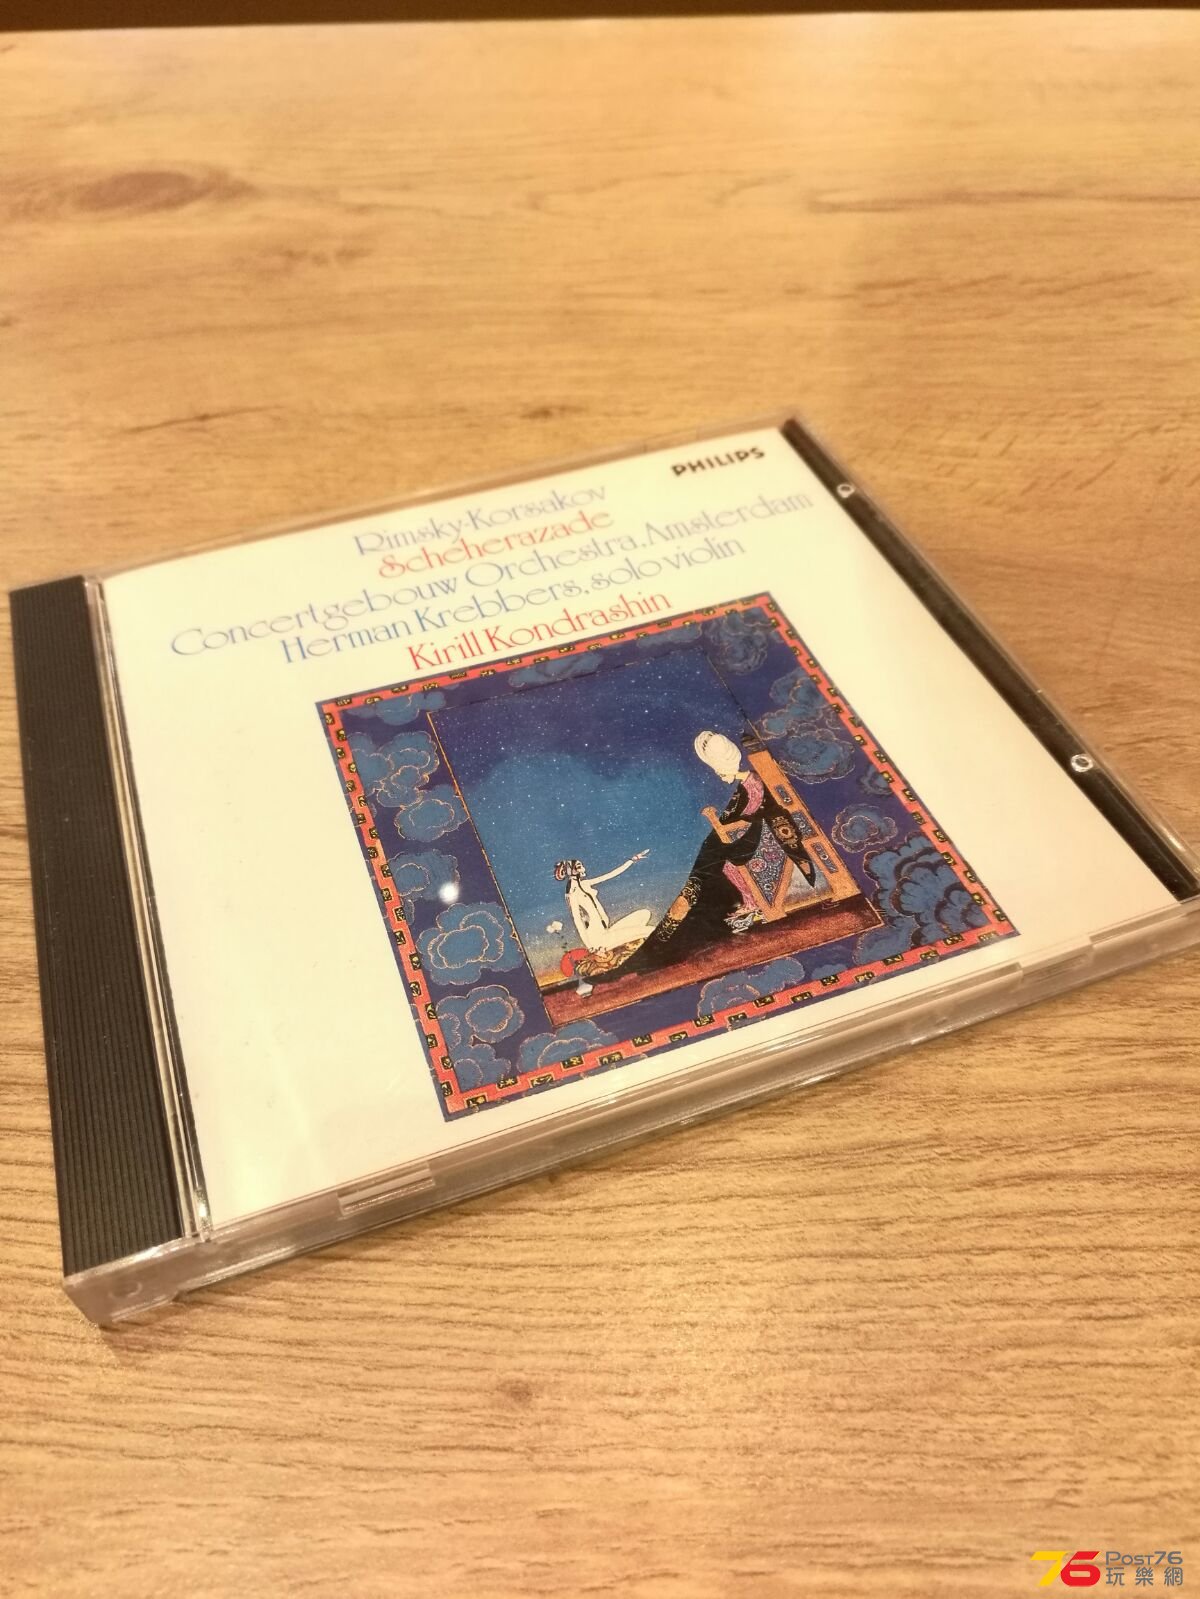 PHILIPS
Rimsky-Korsakov
Scheherazade
Concertgebouw Orchestra, Amsterdam
Herman Krebbers, solo violin
Kirill Kondrashin
76 POST76
玩樂網